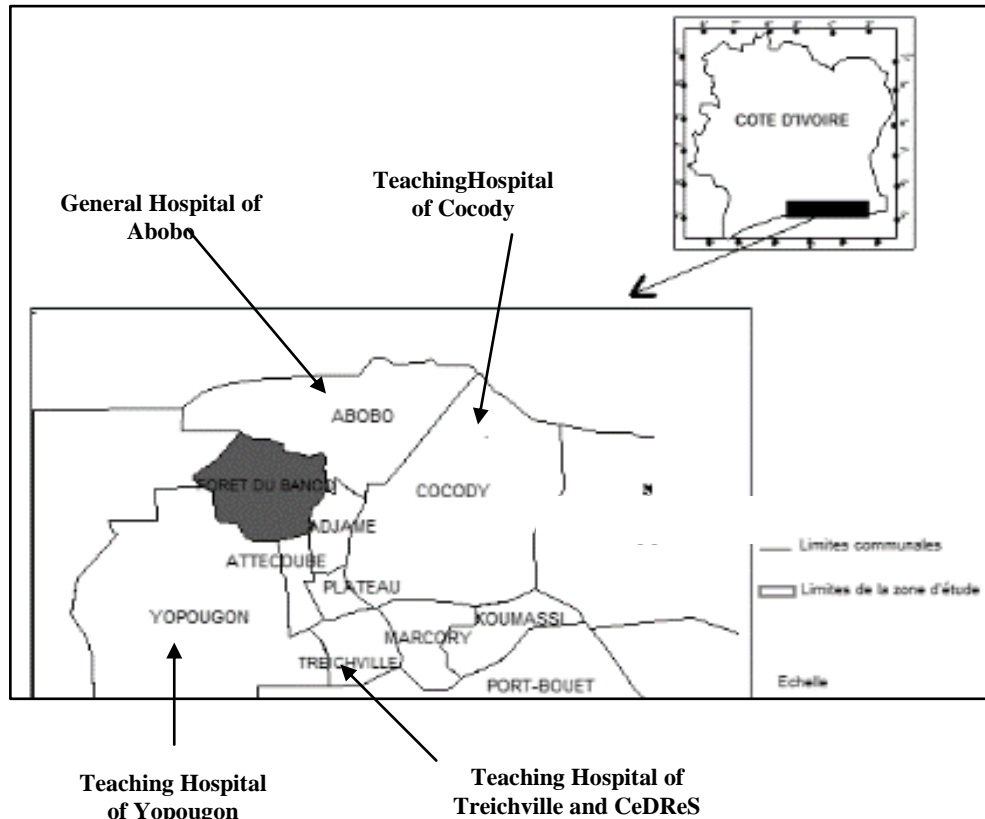 COTE D'IVOIRE
TeachingHospital
of Cocody
General Hospital of
Abobo
ABOBO
FORET DU BANCO
COCODY
N
ADJAME
Limites communales
ATTECOUBE
PLATEAU
Limites de la zone d'étude
YOPOUGON
KOUMASSI
MARCORY
TREICHVILLE
PORT-BOUET
Echelle
Teaching Hospital
of Yopougon
Teaching Hospital of
Treichville and CeDReS